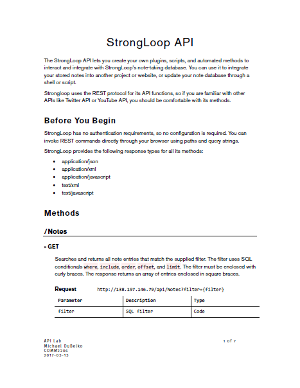 StrongLoop API
The StrongLoop API lets you create your own plugins, scripts, and automated methods to
interact and integrate with StrongLoop's note-taking database. You can use it to integrate
your stored notes into another project or website, or update your note database through a
shell or script.
Strongloop uses the REST protocol for its API functions, so if you are familiar with other
APIs like Twitter API or YouTube API, you should be comfortable with its methods.
Before You Begin
StrongLoop has no authentication requirements, so no configuration is required. You can
invoke REST commands directly through your browser using paths and query strings.
StrongLoop provides the following response types for all its methods:
• application/json
• application/xml
• application/javascript
• text/xml
• text/javascript
Methods
/Notes
• GET
Searches and returns all note entries that match the supplied filter. The filter uses SQL
conditionals where, include, order, offset, and limit. The filter must be enclosed with
curly braces. The response returns an array of entries enclosed in square braces.
Request http://138.197.146.79/api/Notes?filter={filter}
Parameter Description Type
filter SQL filter Code
API Lab
Michael DuBelko
COMM2306
2017-03-15
1 of 7